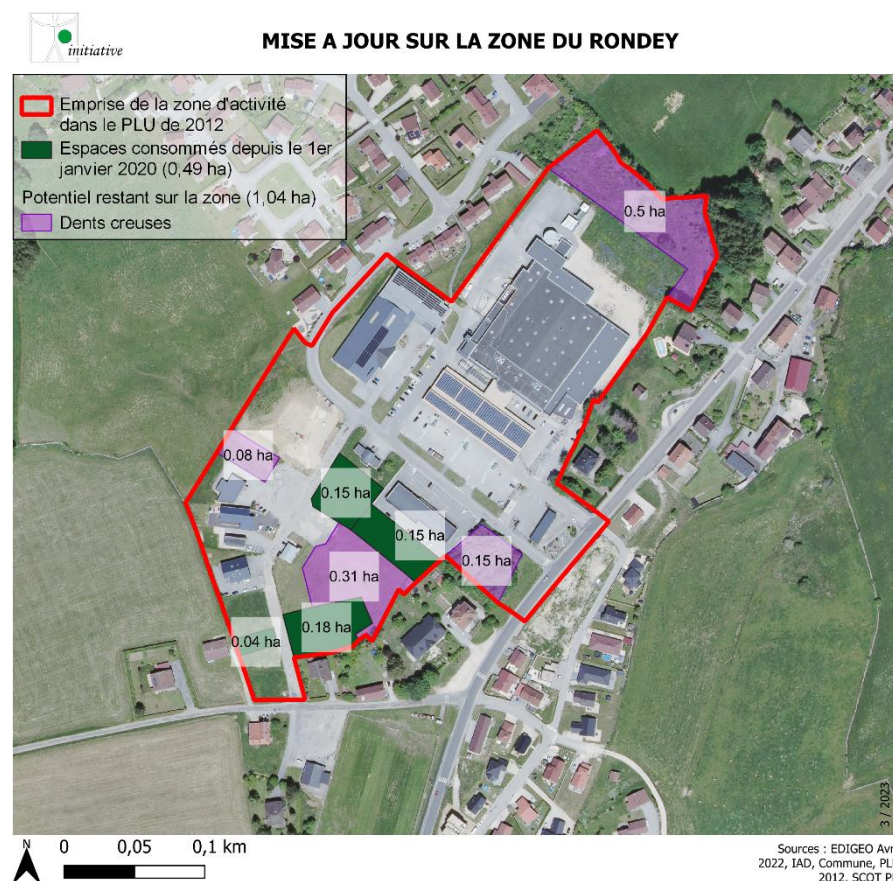 initiative
MISE A JOUR SUR LA ZONE DU RONDEY
Emprise de la zone d'activité
dans le PLU de 2012
Espaces consommés depuis le 1er
janvier 2020 (0,49 ha)
Potentiel restant sur la zone (1,04 ha)
Dents creuses
0.5 ha
0.08 ha
0.15 ha
0.15 ha
0.15 ha
0.31 ha
0.18 ha
0.04 ha
3 / 2023
N
0 0,05 0,1 km
Sources : EDIGEO Avr
2022, IAD, Commune, PL
2012, SCOT P